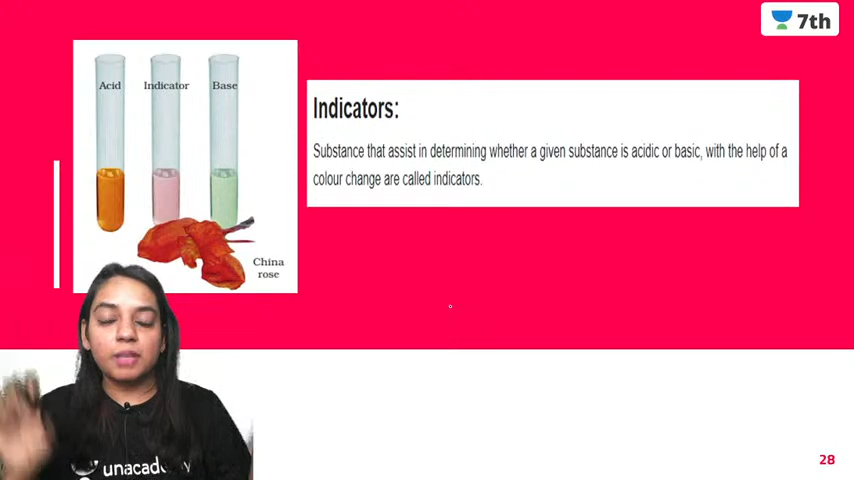 7th
Acid Indicator Base
China
rose
Indicators:
Substance that assist in determining whether a given substance is acidic or basic, with the help of a
colour change are called indicators.
unacademy
28